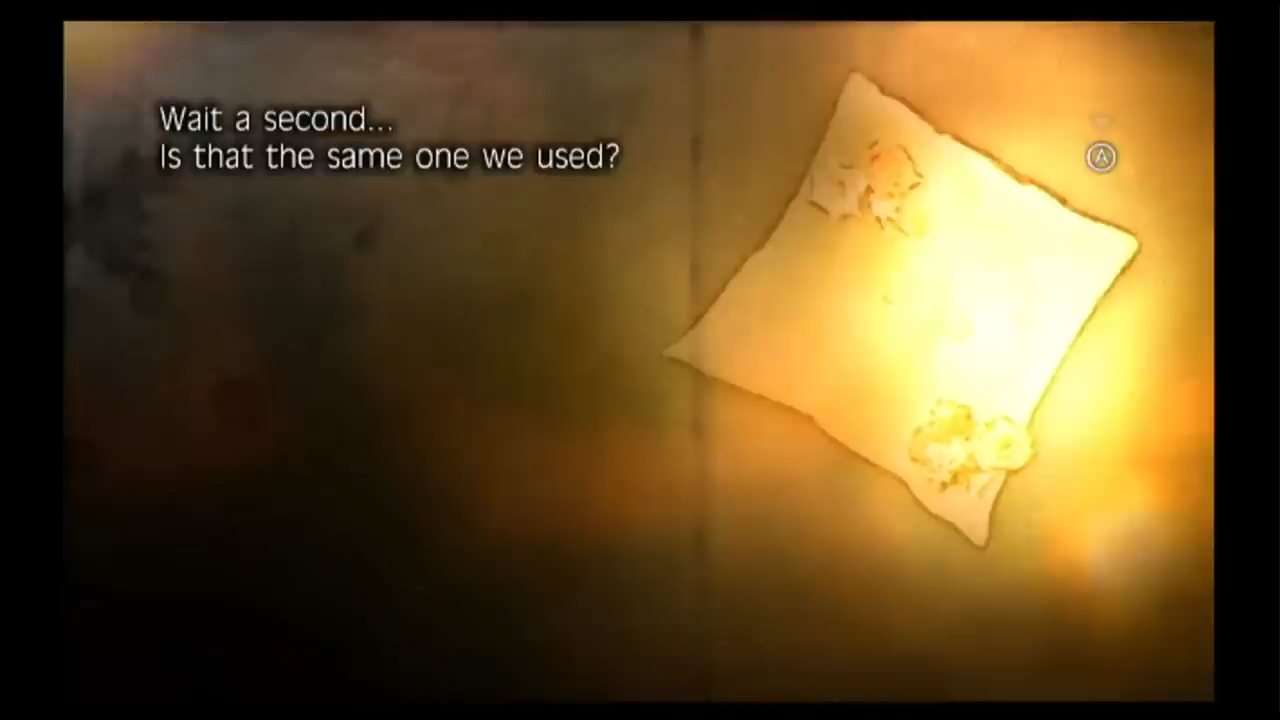 Wait a second...
Is that the same one we used?
A